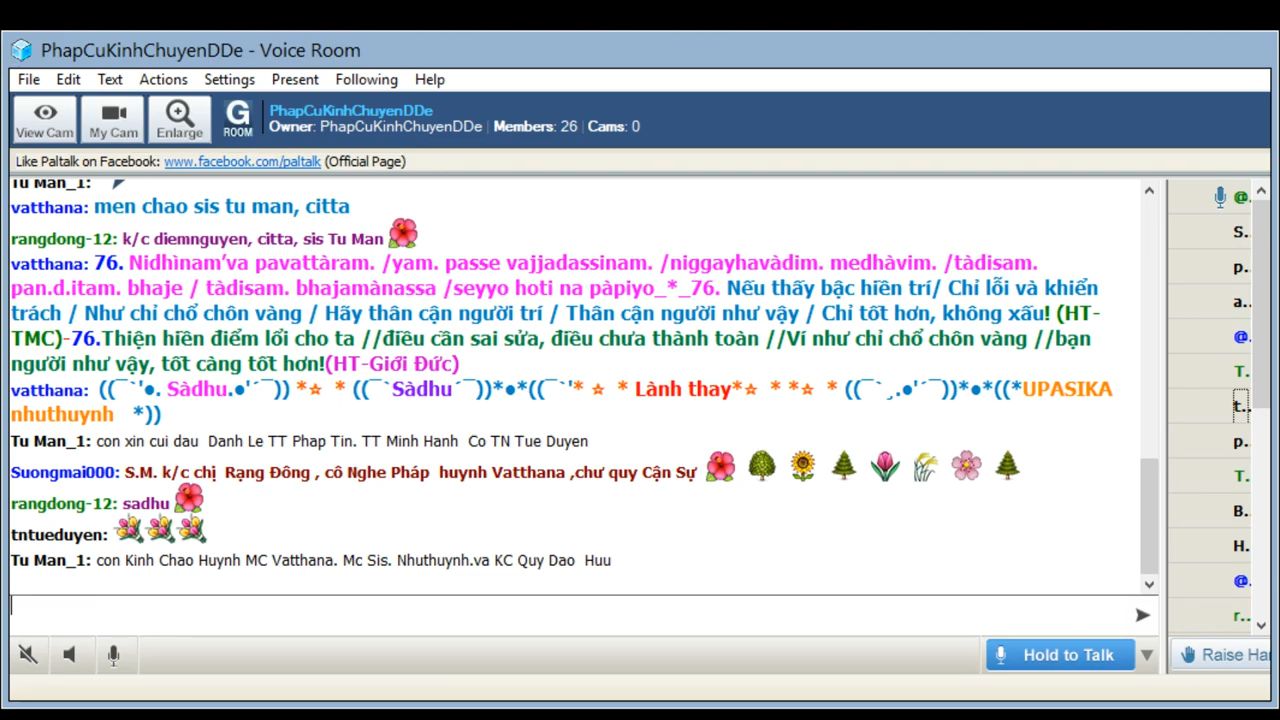 PhapCuKinhChuyenDDe - Voice Room
File Edit Text Actions Settings Present Following Help
View Cam My Cam Enlarge G ROOM
PhapCuKinhChuyenDDe
Owner: PhapCuKinhChuyenDDe | Members: 26 | Cams: 0
Like Paltalk on Facebook: www.facebook.com/paltalk (Official Page)
Tu Man_1:
vatthana: men chao sis tu man, citta
rangdong-12: k/c diemnguyen, citta, sis Tu Man
vatthana: 76. Nidhìnam'va pavattàram. /yam. passe vajjadassinam. /niggayhavàdim. medhàvim. /tàdisam.
pan.d.itam. bhaje / tàdisam. bhajamànassa /seyyo hoti na pàpiyo_*_76. Nếu thấy bậc hiền trí/ Chỉ lỗi và khiển
trách / Như chỉ chổ chôn vàng / Hãy thân cận người trí / Thân cận người như vậy / Chỉ tốt hơn, không xấu! (HT-
TMC)-76.Thiện hiền điểm lổi cho ta //điều cần sai sửa, điều chưa thành toàn //Ví như chỉ chổ chôn vàng //bạn
người như vậy, tốt càng tốt hơn!(HT-Giới Đức)
vatthana: ((¯`'●. Sàdhu.●'´¯)) *☆ * ((¯`Sàdhu´¯))*●*((¯`'* ☆ * Lành thay*☆ * *☆ * ((¯`¸.●'´¯))*●*((*UPASIKA
nhuthuynh *))
Tu Man_1: con xin cui dau Danh Le TT Phap Tin. TT Minh Hanh Co TN Tue Duyen
Suongmai000: S.M. k/c chị Rạng Đông , cô Nghe Pháp huynh Vatthana ,chư quy Cận Sự
rangdong-12: sadhu
tntueduyen:
Tu Man_1: con Kinh Chao Huynh MC Vatthana. Mc Sis. Nhuthuynh.va KC Quy Dao Huu
@.
S..
p..
a..
@.
T..
t..
p..
T..
B..
H..
@.
r..
Hold to Talk
Raise Han